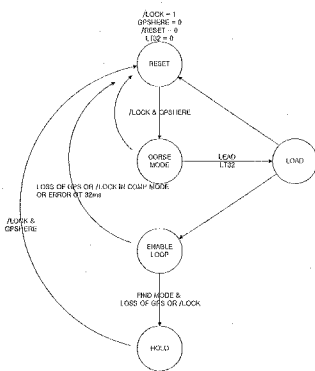 /LOCK = 1
GPSHERE = 0
/RESET = 0
LT32 = 0
RESET
/LOCK & GPSHERE
CORSE
MODE
LEAD
LT32
LOAD
LOSS OF GPS OR /LOCK IN COMP MODE
OR ERROR GT 32ms
/LOCK &
GPSHERE
ENABLE
LOOP
FIND MODE &
LOSS OF GPS OR /LOCK
HOLD